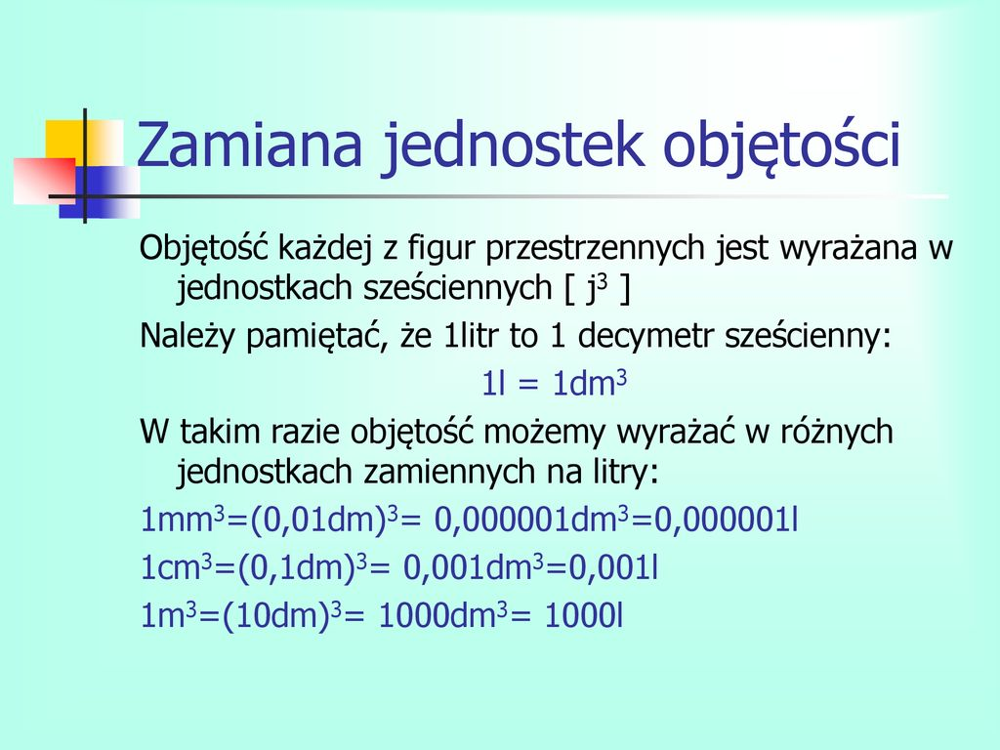 Zamiana jednostek objętości
Objętość każdej z figur przestrzennych jest wyrażana w
jednostkach sześciennych [ j³ ]
Należy pamiętać, że 1litr to 1 decymetr sześcienny:
1l = 1dm³
W takim razie objętość możemy wyrażać w różnych
jednostkach zamiennych na litry:
1mm³=(0,01dm)³= 0,000001dm³=0,000001l
1cm³=(0,1dm)³= 0,001dm³=0,001l
1m³=(10dm)³= 1000dm³= 1000l